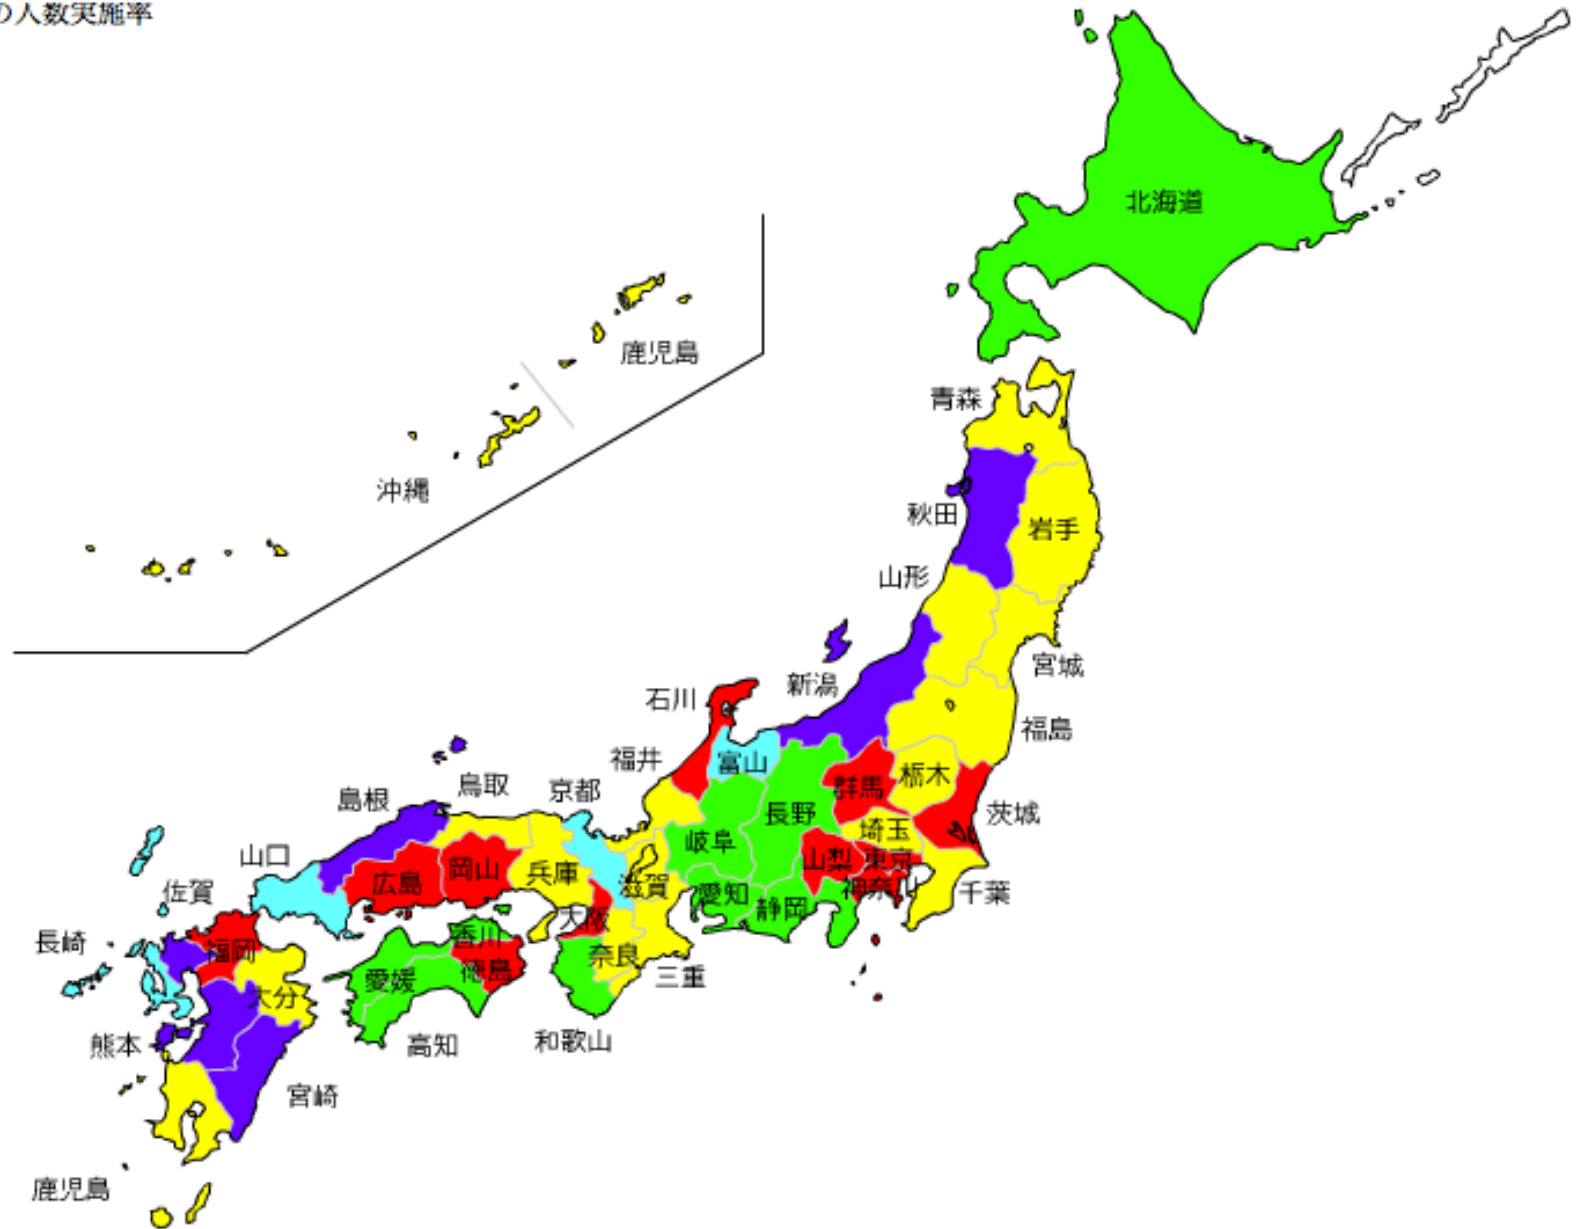 の人数実施率
北海道
鹿児島
青森
沖縄
秋田
岩手
山形
宮城
新潟
石川
福島
福井
富山
栃木
群馬
鳥取
京都
島根
長野
茨城
埼玉
岐阜
山口
岡山
兵庫
山梨
東京
広島
滋賀
神奈川
千葉
佐賀
愛知
静岡
大阪
長崎
香川
福岡
奈良
徳島
三重
愛媛
大分
和歌山
高知
熊本
宮崎
鹿児島